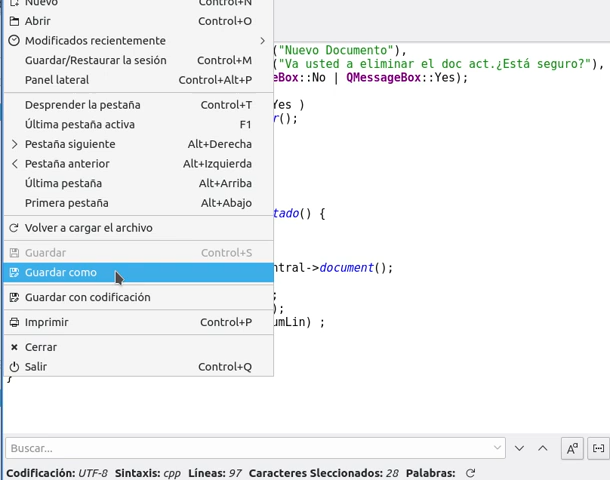 Nuevo Control+N
Abrir Control+O
Modificados recientemente
Guardar/Restaurar la sesión Control+M
Panel lateral Control+Alt+P
Desprender la pestaña Control+T
Última pestaña activa F1
Pestaña siguiente Alt+Derecha
Pestaña anterior Alt+Izquierda
Última pestaña Alt+Arriba
Primera pestaña Alt+Abajo
Volver a cargar el archivo
Guardar Control+S
Guardar como
Guardar con codificación
Imprimir Control+P
Cerrar
Salir Control+Q
("Nuevo Documento"),
("Va usted a eliminar el doc act.¿Está seguro?"),
eBox::No | QMessageBox::Yes);
Yes )
r();
tado() {
ntral->document();
;
);
umLin) ;
}
Buscar...
Codificación: UTF-8 Sintaxis: cpp Líneas: 97 Caracteres Sleccionados: 28 Palabras: